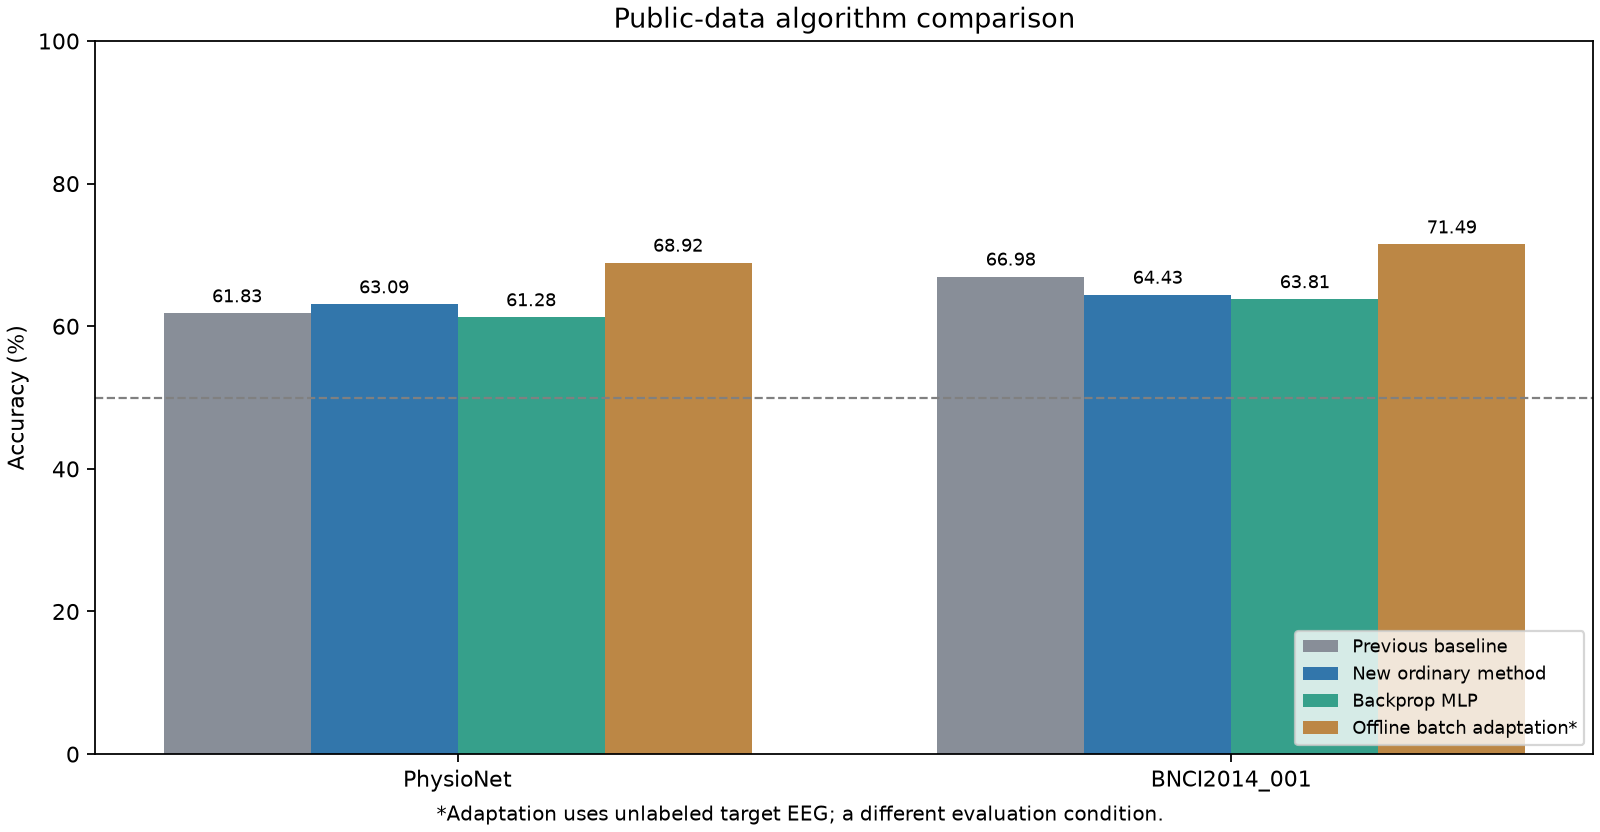 Public-data algorithm comparison
100
80
60
40
20
0
Accuracy (%)
61.83
63.09
61.28
68.92
66.98
64.43
63.81
71.49
Previous baseline
New ordinary method
Backprop MLP
Offline batch adaptation*
PhysioNet
BNCI2014_001
*Adaptation uses unlabeled target EEG; a different evaluation condition.